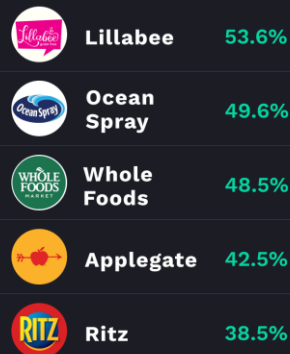 Lillabee
Lillabee 53.6%
Ocean Spray
Ocean
Spray
49.6%
WHOLE
FOODS
MARKET
Whole
Foods
48.5%
Applegate 42.5%
RITZ
Ritz 38.5%